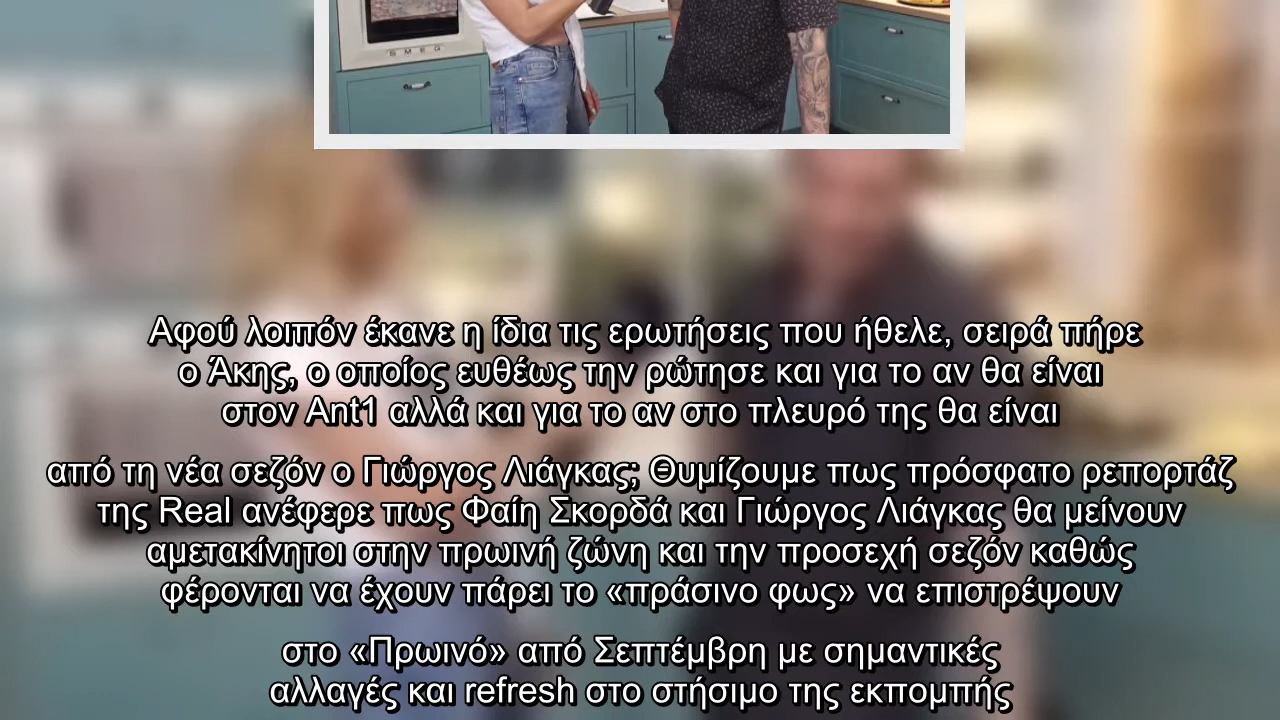 SMEG
Αφού λοιπόν έκανε η ίδια τις ερωτήσεις που ήθελε, σειρά πήρε
ο Άκης, ο οποίος ευθέως την ρώτησε και για το αν θα είναι
στον Ant1 αλλά και για το αν στο πλευρό της θα είναι
από τη νέα σεζόν ο Γιώργος Λιάγκας; Θυμίζουμε πως πρόσφατο ρεπορτάζ
της Real ανέφερε πως Φαίη Σκορδά και Γιώργος Λιάγκας θα μείνουν
αμετακίνητοι στην πρωινή ζώνη και την προσεχή σεζόν καθώς
φέρονται να έχουν πάρει το «πράσινο φως» να επιστρέψουν
στο «Πρωινό» από Σεπτέμβρη με σημαντικές
αλλαγές και refresh στο στήσιμο της εκπομπής